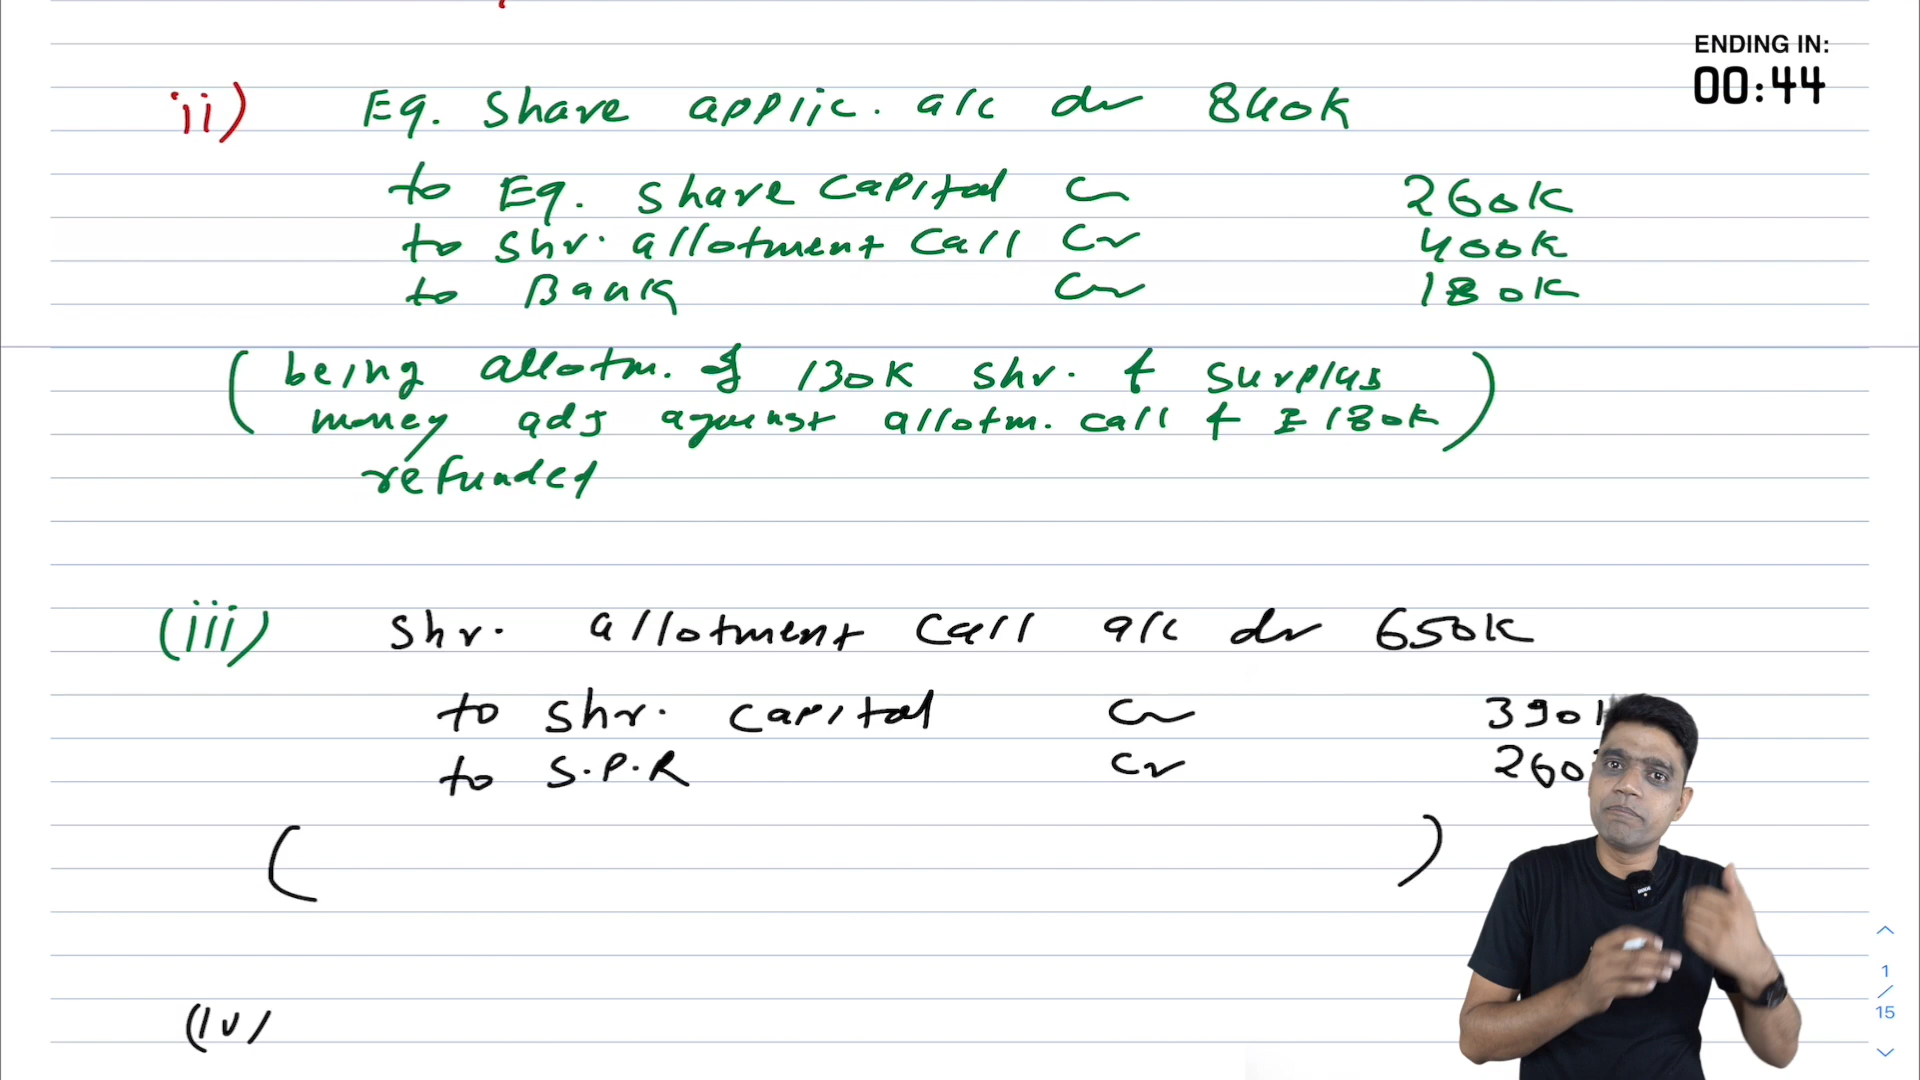 ENDING IN:
00:44
ii) Eq. Share applic. a/c dr 840k
to Eq. Share Capital Cr 260k
to Shr. allotment Call Cr 400k
to Bank Cr 180k
( being allotm. of 130k shr. & surplus
money adj against allotm. call & £180k )
refunded
(iii) Shr. allotment Call a/c dr 650k
to Shr. Capital Cr 390k
to S.P.R Cr 260
( )
1
/
15
(iv)